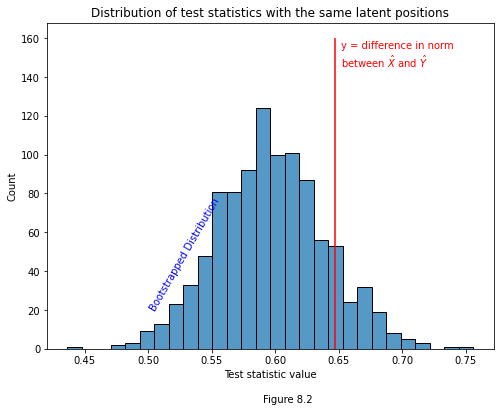 Distribution of test statistics with the same latent positions
160
140
120
100
80
60
40
20
0
Count
y = difference in norm
between X̂ and Ŷ
Bootstrapped Distribution
0.45 0.50 0.55 0.60 0.65 0.70 0.75
Test statistic value
Figure 8.2